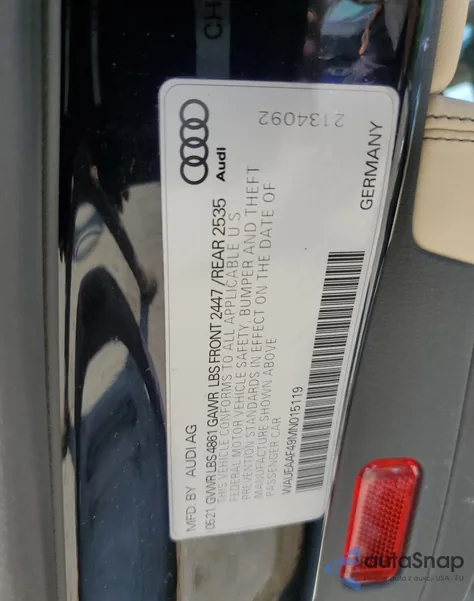 CH
2134092
Audi
MFD. BY AUDI AG
05.21 GVWR LBS 4861 GAWR LBS FRONT 2447 / REAR 2535
THIS VEHICLE CONFORMS TO ALL APPLICABLE U.S.
FEDERAL MOTOR VEHICLE SAFETY, BUMPER AND THEFT
PREVENTION STANDARDS IN EFFECT ON THE DATE OF
MANUFACTURE SHOWN ABOVE
PASSENGER CAR
WAUEAAF49MN015119
GERMANY
autaSnap